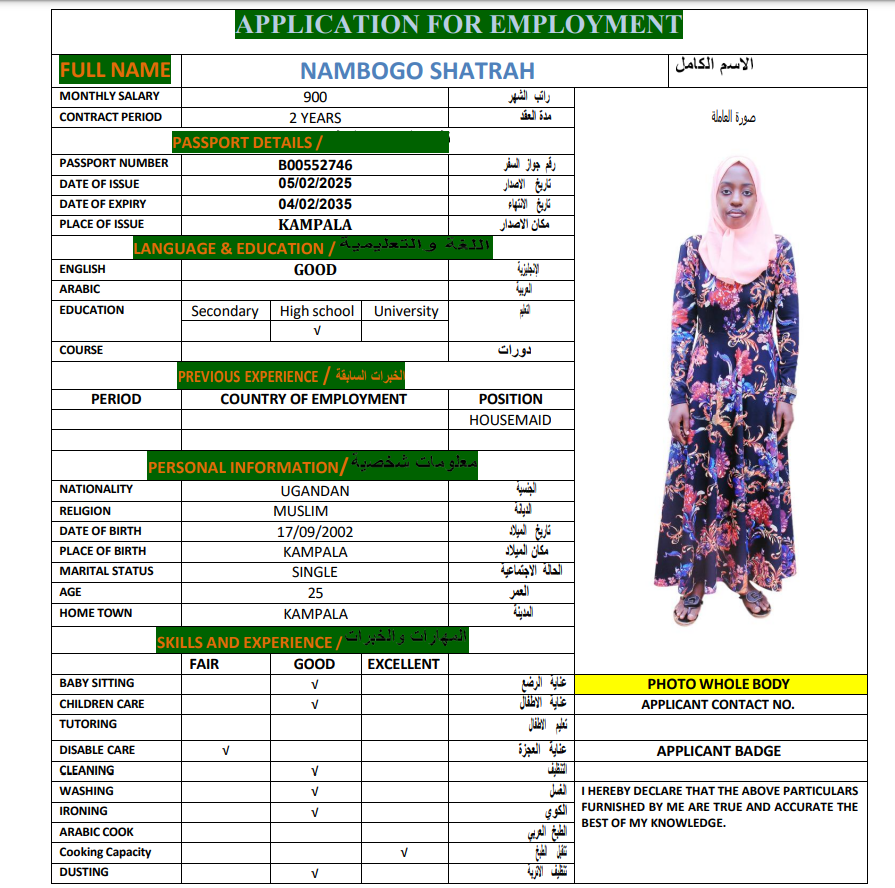 APPLICATION FOR EMPLOYMENT
FULL NAME NAMBOGO SHATRAH الاسم الكامل
MONTHLY SALARY 900 راتب الشهر
CONTRACT PERIOD 2 YEARS مدة العقد
صورة العاملة
PASSPORT DETAILS /
PASSPORT NUMBER B00552746 رقم جواز السفر
DATE OF ISSUE 05/02/2025 تاريخ الاصدار
DATE OF EXPIRY 04/02/2035 تاريخ الانتهاء
PLACE OF ISSUE KAMPALA مكان الاصدار
LANGUAGE & EDUCATION / اللغة والتعليمية
ENGLISH GOOD الإنجليزية
ARABIC العربية
EDUCATION Secondary High school University التعليم
√
COURSE دورات
PREVIOUS EXPERIENCE / الخبرات السابقة
PERIOD COUNTRY OF EMPLOYMENT POSITION
HOUSEMAID
PERSONAL INFORMATION/ معلومات شخصية
NATIONALITY UGANDAN الجنسية
RELIGION MUSLIM الديانة
DATE OF BIRTH 17/09/2002 تاريخ الميلاد
PLACE OF BIRTH KAMPALA مكان الميلاد
MARITAL STATUS SINGLE الحالة الاجتماعية
AGE 25 العمر
HOME TOWN KAMPALA المدينة
SKILLS AND EXPERIENCE / المهارات والخبرات
FAIR GOOD EXCELLENT
BABY SITTING √ عناية الرضع
PHOTO WHOLE BODY
CHILDREN CARE √ عناية الاطفال
APPLICANT CONTACT NO.
TUTORING تعليم الاطفال
DISABLE CARE √ عناية العجزة
APPLICANT BADGE
CLEANING √ التنظيف
WASHING √ الغسل
IRONING √ الكوي
ARABIC COOK الطبخ العربي
Cooking Capacity √ الطبخ
DUSTING √ تنظيف الاتربة
I HEREBY DECLARE THAT THE ABOVE PARTICULARS
FURNISHED BY ME ARE TRUE AND ACCURATE THE
BEST OF MY KNOWLEDGE.